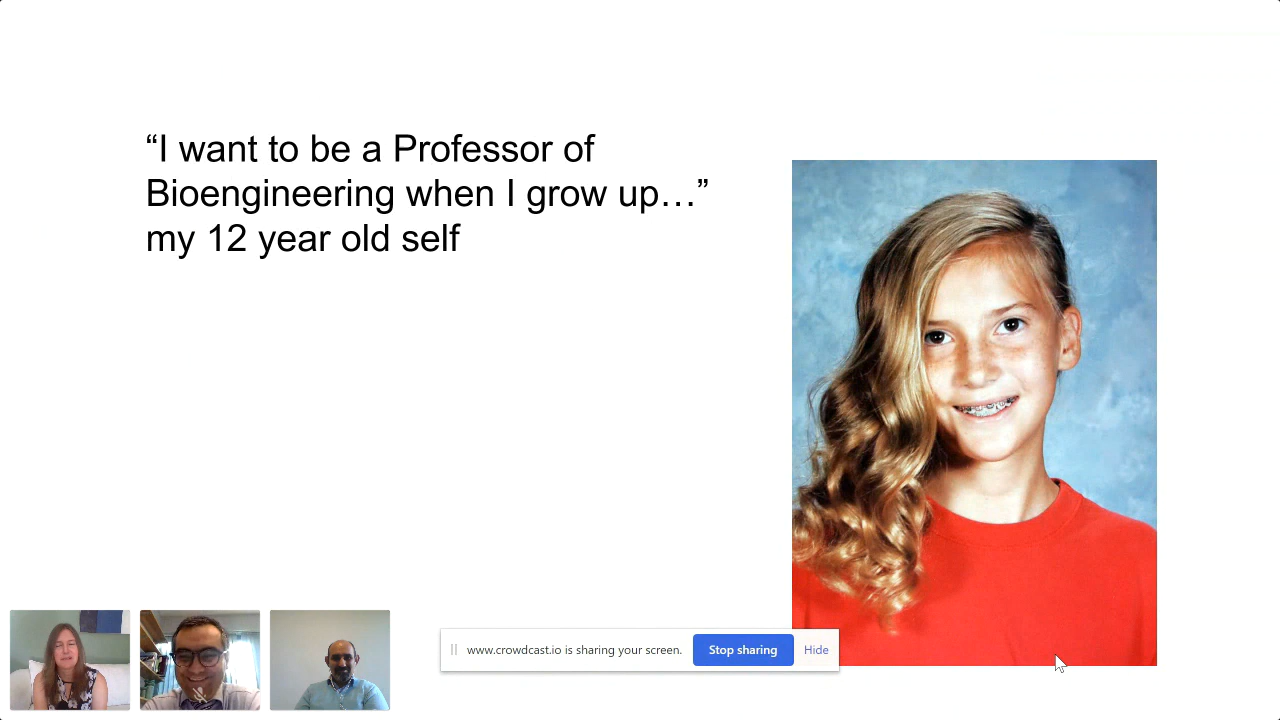 “I want to be a Professor of
Bioengineering when I grow up…”
my 12 year old self
www.crowdcast.io is sharing your screen.
Stop sharing
Hide